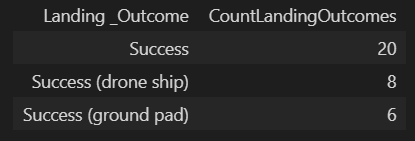 Landing _Outcome CountLandingOutcomes
Success 20
Success (drone ship) 8
Success (ground pad) 6